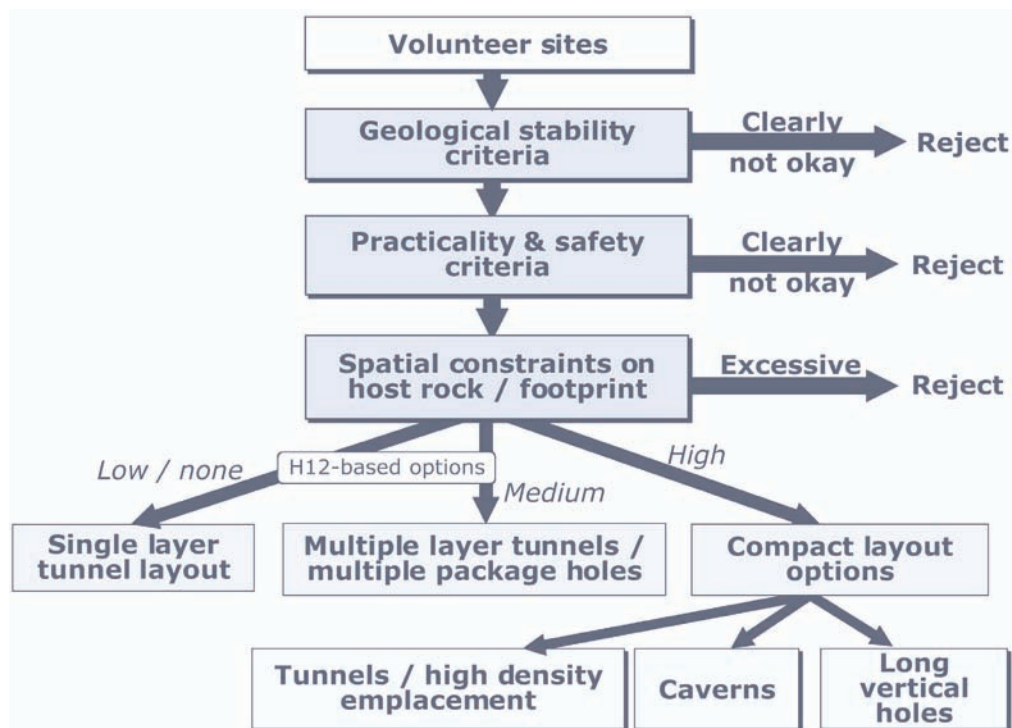 Volunteer sites
Geological stability
criteria
Clearly
not okay
Reject
Practicality & safety
criteria
Clearly
not okay
Reject
Spatial constraints on
host rock / footprint
Excessive
Reject
Low / none
H12-based options
Medium
High
Single layer
tunnel layout
Multiple layer tunnels /
multiple package holes
Compact layout
options
Tunnels / high density
emplacement
Caverns
Long
vertical
holes